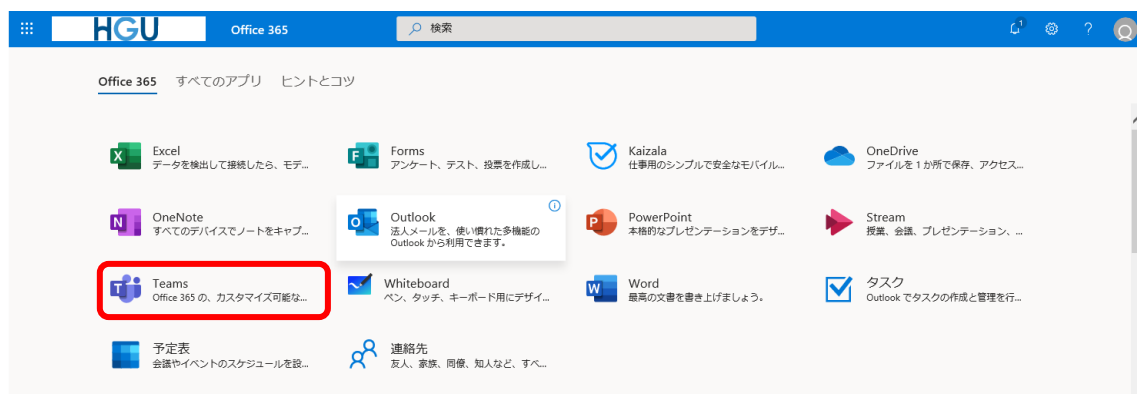 HGU Office 365 検索 1 ?
Office 365 すべてのアプリ ヒントとコツ
Excel
データを検出して接続したら、モデ...
Forms
アンケート、テスト、投票を作成し...
Kaizala
仕事用のシンプルで安全なモバイル...
OneDrive
ファイルを 1 か所で保存、アクセス...
OneNote
すべてのデバイスでノートをキャプ...
Outlook
法人メールを、使い慣れた多機能の
Outlook から利用できます。
PowerPoint
本格的なプレゼンテーションをデザ...
Stream
授業、会議、プレゼンテーション、...
Teams
Office 365 の、カスタマイズ可能な...
Whiteboard
ペン、タッチ、キーボード用にデザイ...
Word
最高の文書を書き上げましょう。
タスク
Outlook でタスクの作成と管理を行...
予定表
会議やイベントのスケジュールを設...
連絡先
友人、家族、同僚、知人など、すべ...